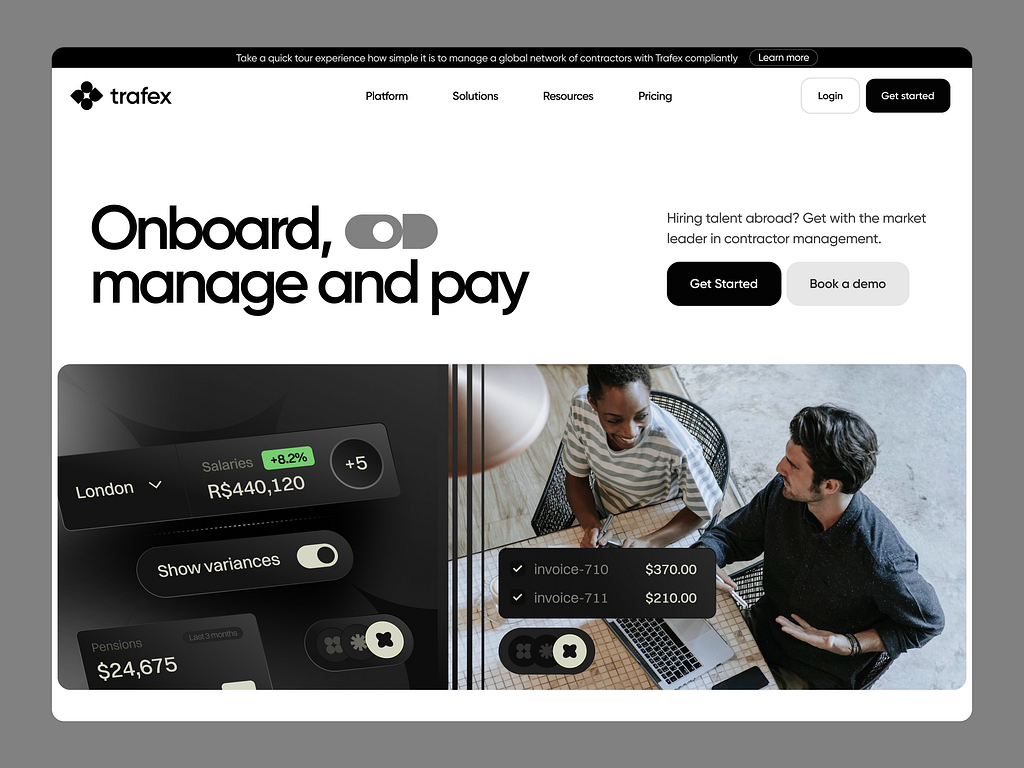 Take a quick tour experience how simple it is to manage a global network of contractors with Trafex compliantly
Learn more
trafex
Platform
Solutions
Resources
Pricing
Login
Get started
Onboard,
manage and pay
Hiring talent abroad? Get with the market
leader in contractor management.
Get Started
Book a demo
London
Salaries
+8.2%
R$440,120
+5
Show variances
Pensions
Last 3 months
$24,675
invoice-710
$370.00
invoice-711
$210.00